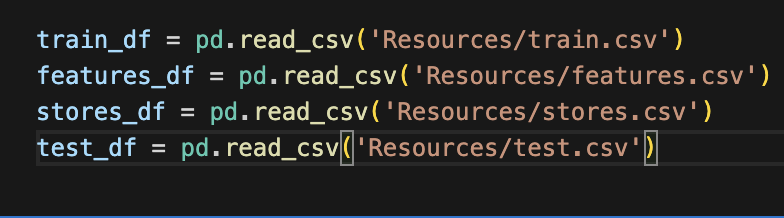 train_df = pd.read_csv('Resources/train.csv')
features_df = pd.read_csv('Resources/features.csv')
stores_df = pd.read_csv('Resources/stores.csv')
test_df = pd.read_csv('Resources/test.csv')